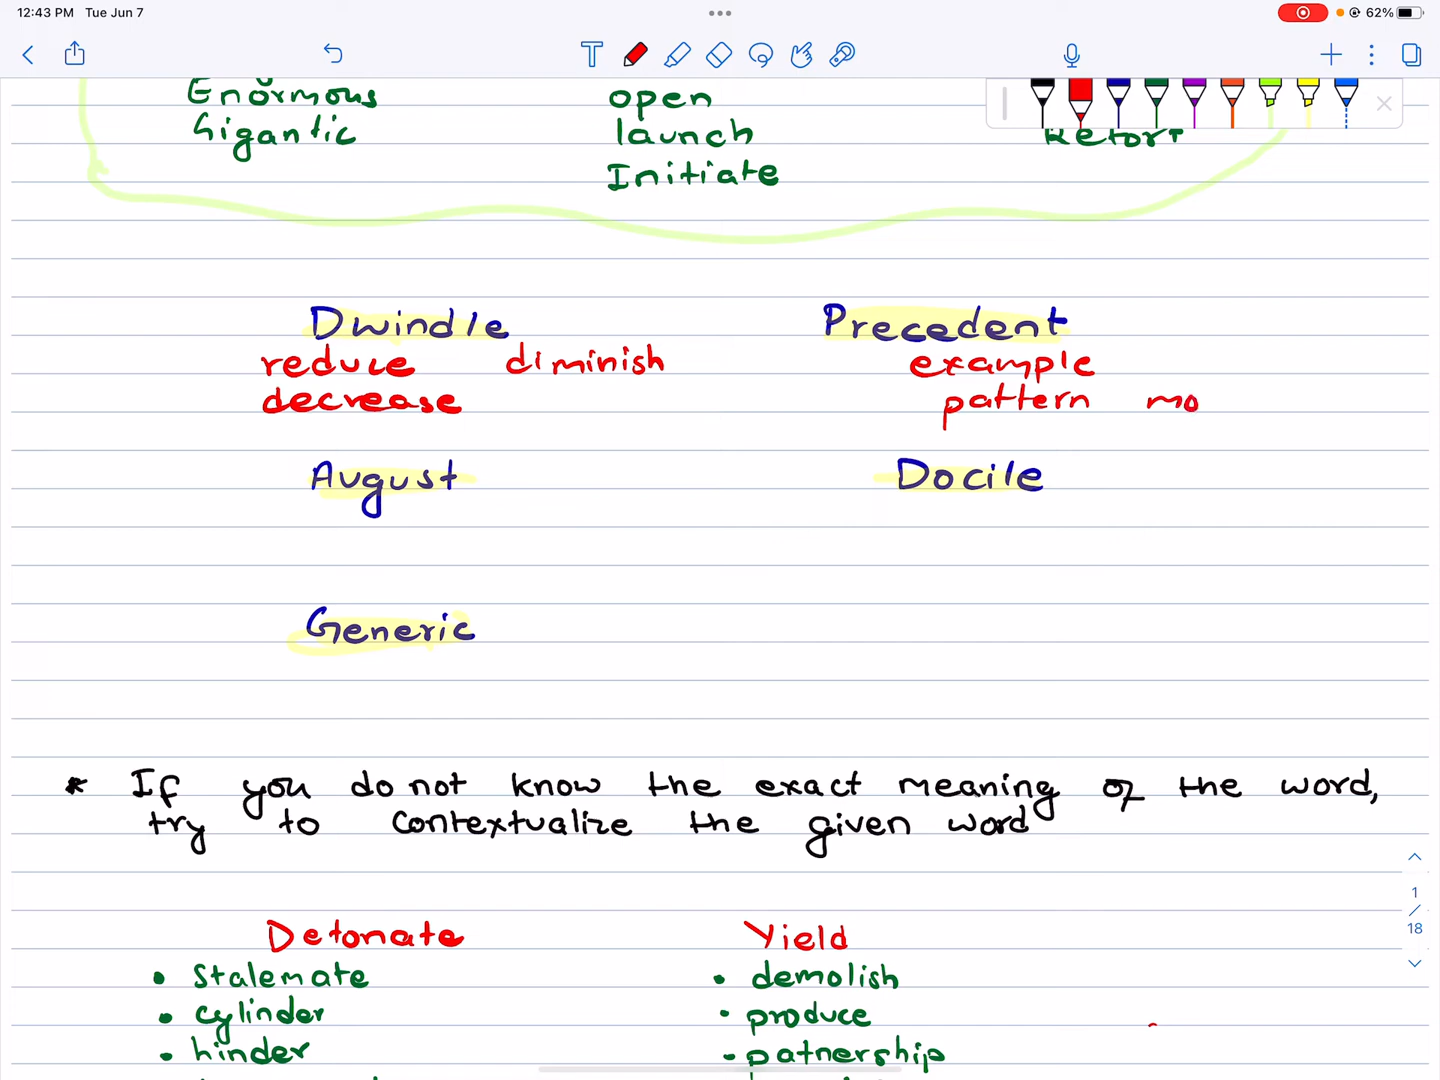 12:43 PM Tue Jun 7
62%
Enormous open
Gigantic launch Retort
Initiate
Dwindle Precedent
reduce diminish example
decrease pattern mo
August Docile
Generic
* If you do not know the exact meaning of the word,
try to contextualize the given word
1
/
18
Detonate Yield
• Stalemate • demolish
• cylinder • produce
• hinder • patnership